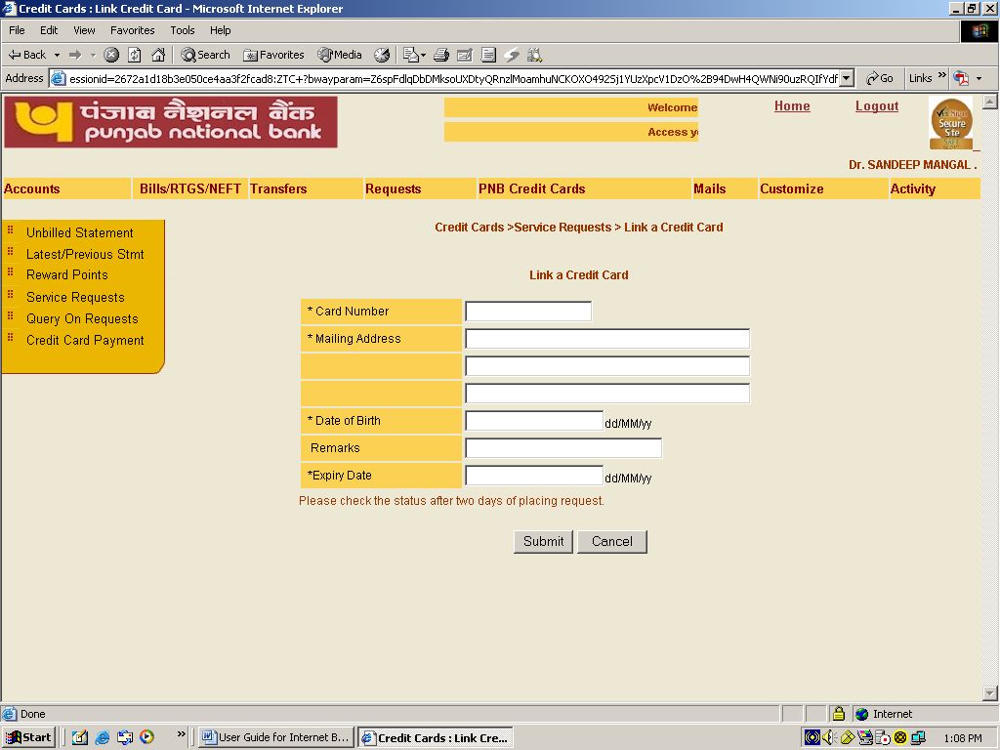 Credit Cards : Link Credit Card - Microsoft Internet Explorer
File Edit View Favorites Tools Help
Back Search Favorites Media
Address essionid=2672a1d18b3e050ce4aa3f2fcad8:ZTC+?bwayparam=Z6spFdlqDbDMksoUXDtyQRnzlMoamhuNCKOXO492Sj1YUzXpcV1DzO%2B94DwH4QWNi90uzRQIfYdf Go Links »
पंजाब नैशनल बैंक
punjab national bank
Welcome
Access y
Home Logout
Secure
Site
Dr. SANDEEP MANGAL .
Accounts Bills/RTGS/NEFT Transfers Requests PNB Credit Cards Mails Customize Activity
Unbilled Statement
Latest/Previous Stmt
Reward Points
Service Requests
Query On Requests
Credit Card Payment
Credit Cards >Service Requests > Link a Credit Card
Link a Credit Card
* Card Number
* Mailing Address
* Date of Birth dd/MM/yy
Remarks
*Expiry Date dd/MM/yy
Please check the status after two days of placing request.
Submit Cancel
Done Internet
Start » User Guide for Internet B... Credit Cards : Link Cre... 1:08 PM